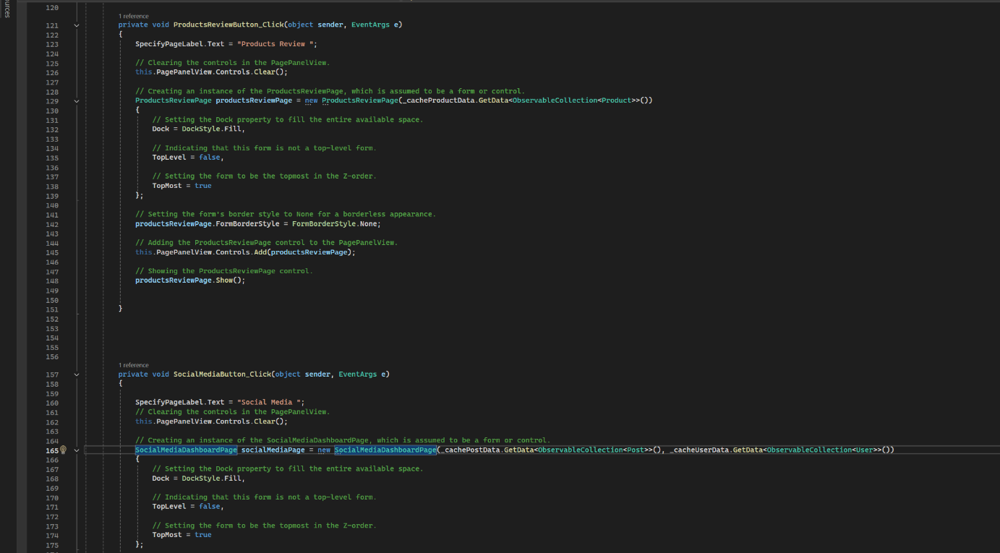 ources
120
1 reference
121 private void ProductsReviewButton_Click(object sender, EventArgs e)
122 {
123 SpecifyPageLabel.Text = "Products Review ";
124
125 // Clearing the controls in the PagePanelView.
126 this.PagePanelView.Controls.Clear();
127
128 // Creating an instance of the ProductsReviewPage, which is assumed to be a form or control.
129 ProductsReviewPage productsReviewPage = new ProductsReviewPage(_cacheProductData.GetData<ObservableCollection<Product>>())
130 {
131 // Setting the Dock property to fill the entire available space.
132 Dock = DockStyle.Fill,
133
134 // Indicating that this form is not a top-level form.
135 TopLevel = false,
136
137 // Setting the form to be the topmost in the Z-order.
138 TopMost = true
139 };
140
141 // Setting the form's border style to None for a borderless appearance.
142 productsReviewPage.FormBorderStyle = FormBorderStyle.None;
143
144 // Adding the ProductsReviewPage control to the PagePanelView.
145 this.PagePanelView.Controls.Add(productsReviewPage);
146
147 // Showing the ProductsReviewPage control.
148 productsReviewPage.Show();
149
150
151 }
152
153
154
155
156
1 reference
157 private void SocialMediaButton_Click(object sender, EventArgs e)
158 {
159
160 SpecifyPageLabel.Text = "Social Media ";
161 // Clearing the controls in the PagePanelView.
162 this.PagePanelView.Controls.Clear();
163
164 // Creating an instance of the SocialMediaDashboardPage, which is assumed to be a form or control.
165 SocialMediaDashboardPage socialMediaPage = new SocialMediaDashboardPage(_cachePostData.GetData<ObservableCollection<Post>>(), _cacheUserData.GetData<ObservableCollection<User>>())
166 {
167 // Setting the Dock property to fill the entire available space.
168 Dock = DockStyle.Fill,
169
170 // Indicating that this form is not a top-level form.
171 TopLevel = false,
172
173 // Setting the form to be the topmost in the Z-order.
174 TopMost = true
175 };